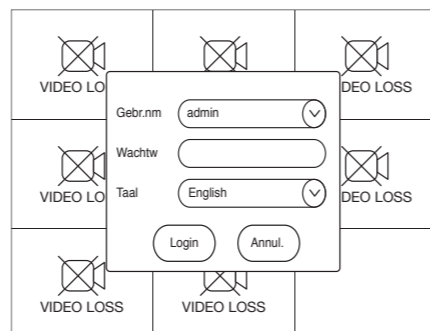 VIDEO LO
DEO LOSS
Gebr.nm admin
Wachtw
VIDEO LO
DEO LOSS
Taal English
Login Annul.
VIDEO LOSS
VIDEO LOSS